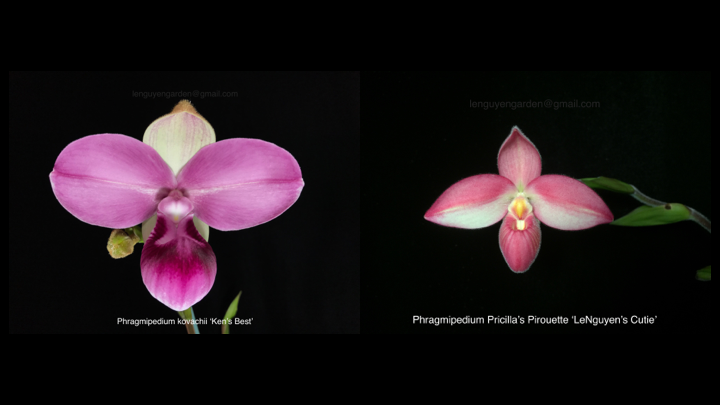 lenguyengarden@gmail.com
Phragmipedium kovachii ‘Ken’s Best’
lenguyengarden@gmail.com
Phragmipedium Pricilla’s Pirouette ‘LeNguyen’s Cutie’